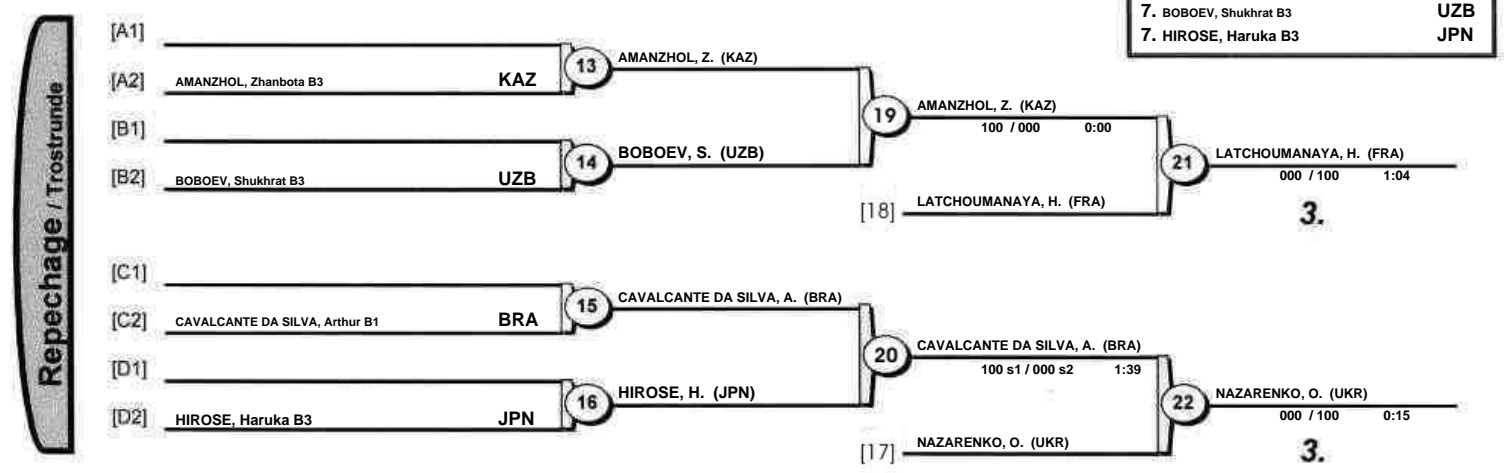 7. BOBOEV, Shukhrat B3 UZB
7. HIROSE, Haruka B3 JPN
Repechage / Trostrunde
[A1]
[A2] AMANZHOL, Zhanbota B3 KAZ
13 AMANZHOL, Z. (KAZ)
[B1]
[B2] BOBOEV, Shukhrat B3 UZB
14 BOBOEV, S. (UZB)
19 AMANZHOL, Z. (KAZ)
100 / 000 0:00
[18] LATCHOUMANAYA, H. (FRA)
21 LATCHOUMANAYA, H. (FRA)
000 / 100 1:04
3.
[C1]
[C2] CAVALCANTE DA SILVA, Arthur B1 BRA
15 CAVALCANTE DA SILVA, A. (BRA)
[D1]
[D2] HIROSE, Haruka B3 JPN
16 HIROSE, H. (JPN)
20 CAVALCANTE DA SILVA, A. (BRA)
100 s1 / 000 s2 1:39
[17] NAZARENKO, O. (UKR)
22 NAZARENKO, O. (UKR)
000 / 100 0:15
3.